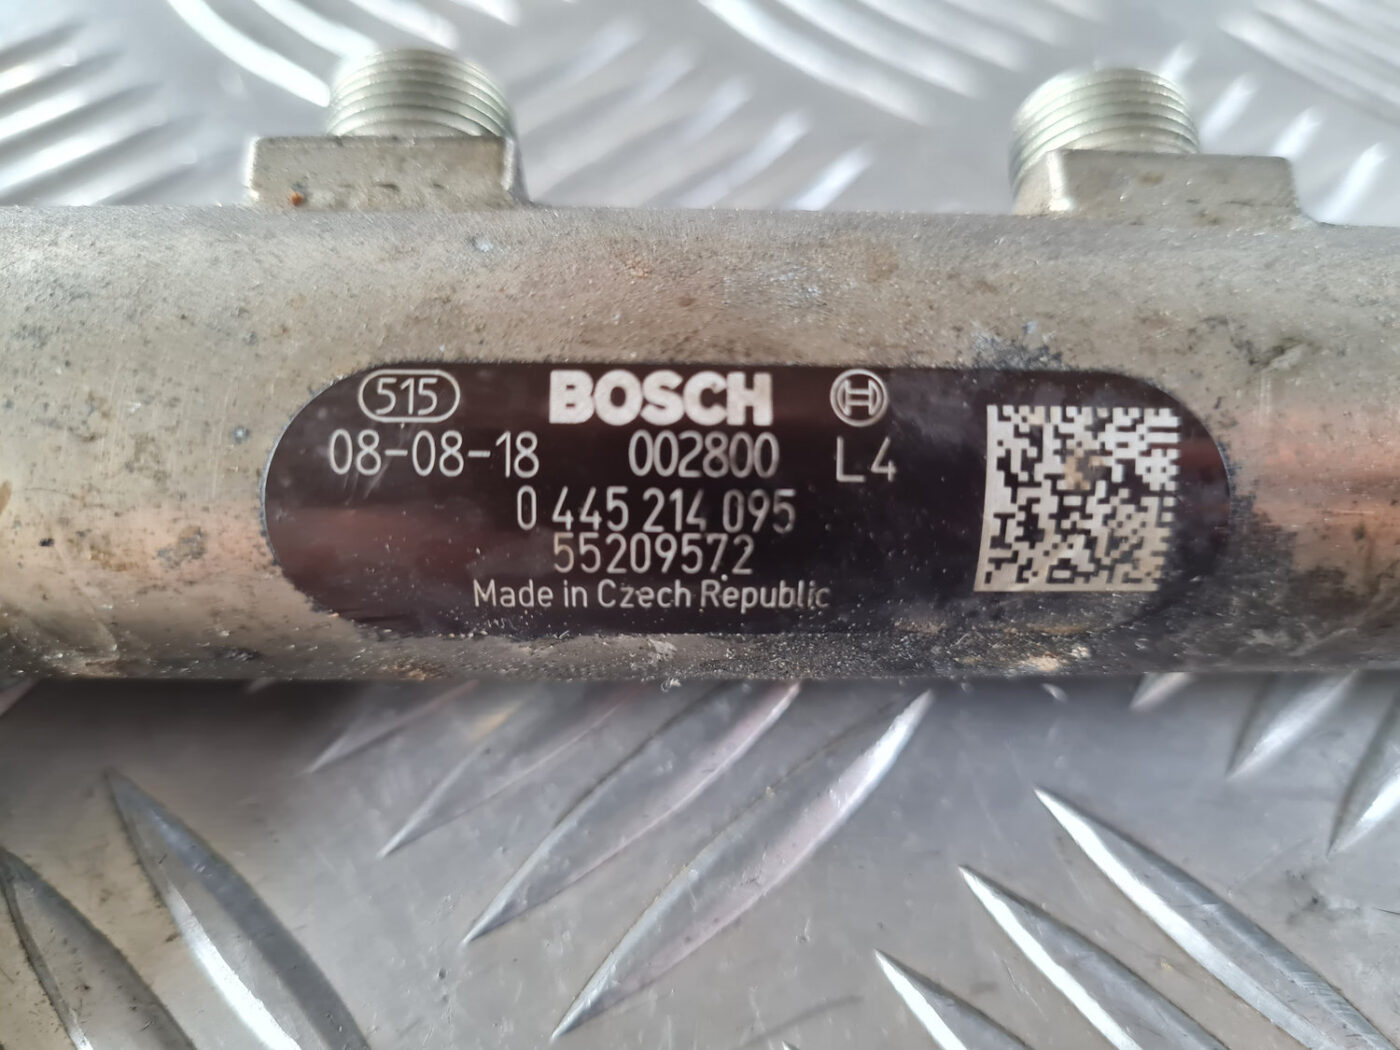 515 BOSCH
08-08-18 002800 L4
0 445 214 095
55209572
Made in Czech Republic